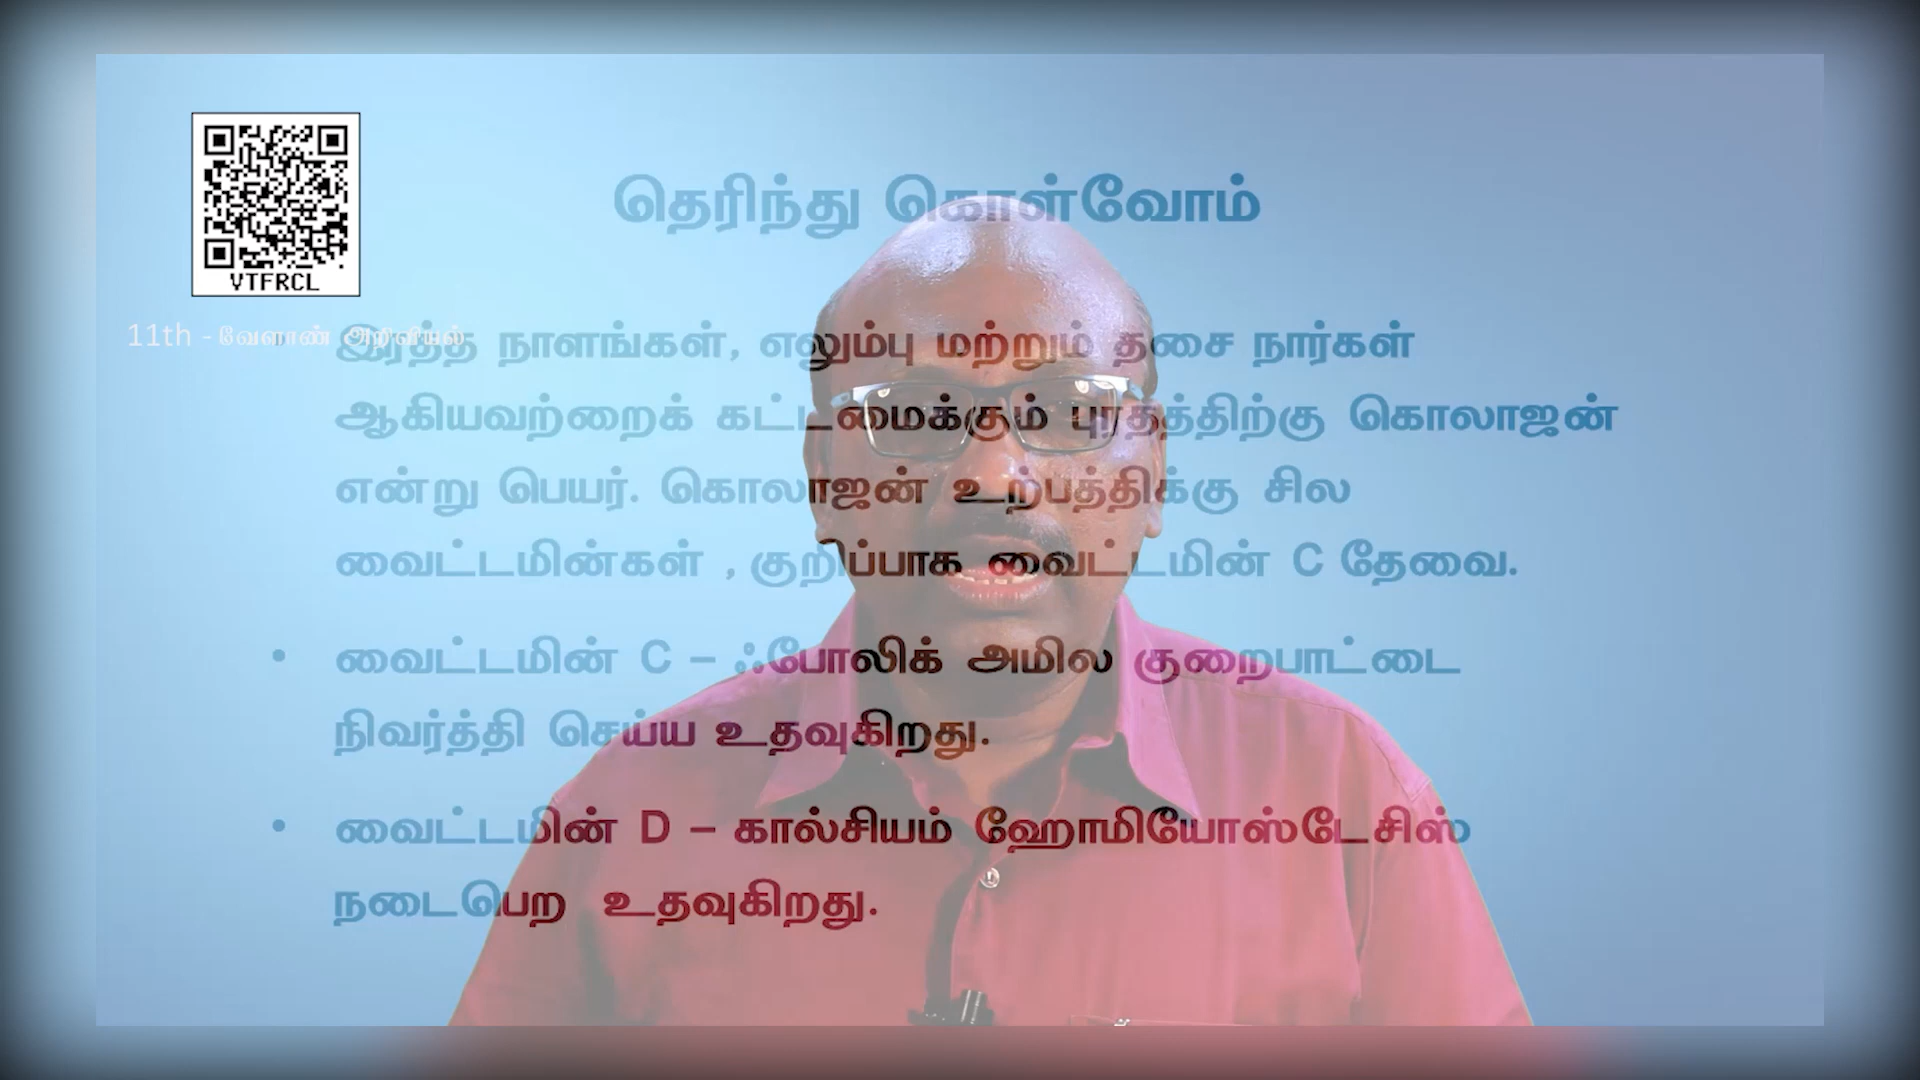 VTFRCL
11th - வேளாண் அறிவியல்
தெரிந்து கொள்வோம்
இரத்த நாளங்கள், எலும்பு மற்றும் தசை நார்கள்
ஆகியவற்றைக் கட்டமைக்கும் புரதத்திற்கு கொலாஜன்
என்று பெயர். கொலாஜன் உற்பத்திக்கு சில
வைட்டமின்கள் , குறிப்பாக வைட்டமின் C தேவை.
• வைட்டமின் C – ஃபோலிக் அமில குறைபாட்டை
நிவர்த்தி செய்ய உதவுகிறது.
• வைட்டமின் D – கால்சியம் ஹோமியோஸ்டேசிஸ்
நடைபெற உதவுகிறது.